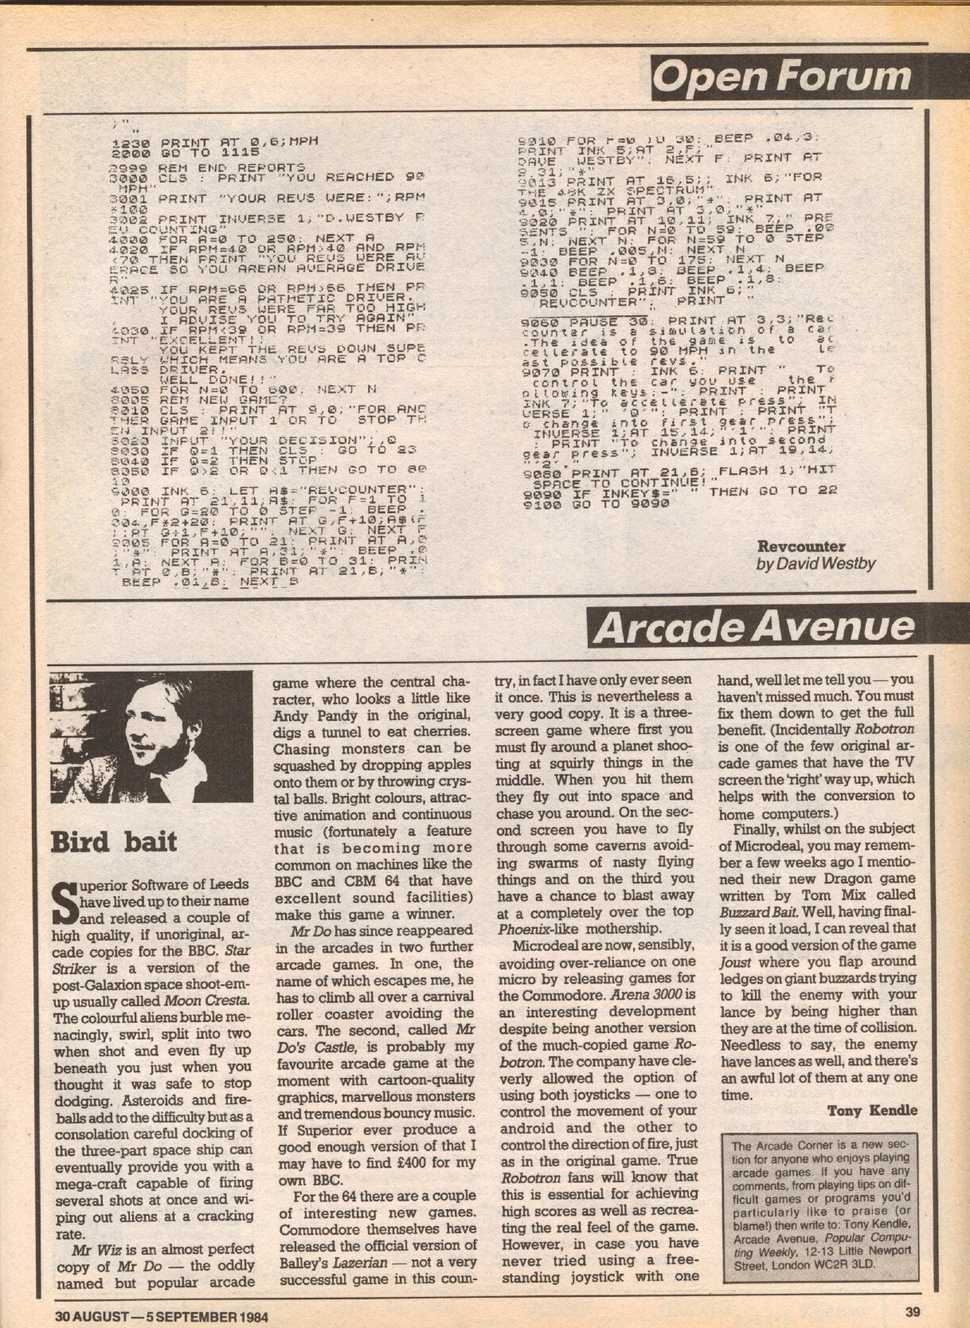 Open Forum
1230 PRINT AT 0,6;MPH
2000 GO TO 1115
2999 REM END REPORTS
3000 CLS : PRINT "YOU REACHED 90
MPH"
3001 PRINT "YOUR REVS WERE:";RPM
*100
3002 PRINT INVERSE 1;"D.WESTBY R
EV COUNTING"
4000 FOR A=0 TO 250: NEXT A
4020 IF RPM=40 OR RPM>40 AND RPM
<70 THEN PRINT "YOU REVS WERE AV
ERAGE SO YOU AREAN AVERAGE DRIVE
R"
4025 IF RPM=66 OR RPM>66 THEN PR
INT "YOU ARE A PATHETIC DRIVER.
YOUR REVS WERE FAR TOO HIGH
I ADVISE YOU TO TRY AGAIN"
4030 IF RPM<39 OR RPM=39 THEN PR
INT "EXCELLENT!!
YOU KEPT THE REVS DOWN SUPE
RBLY WHICH MEANS YOU ARE A TOP C
LASS DRIVER.
WELL DONE!!"
4050 FOR N=0 TO 600: NEXT N
8005 REM NEW GAME?
8010 CLS : PRINT AT 9,0;"FOR ANO
THER GAME INPUT 1 OR TO STOP TH
EN INPUT 2!!"
8020 INPUT "YOUR DECISION";,Q
8030 IF Q=1 THEN CLS : GO TO 23
8040 IF Q=2 THEN STOP
8050 IF Q>2 OR Q<1 THEN GO TO 80
10
9000 INK 6: LET A$="REVCOUNTER":
PRINT AT 21,11;A$: FOR F=1 TO 1
0: FOR G=20 TO 0 STEP -1: BEEP .
004,F*2+20: PRINT AT G,F+10;A$(F
);AT G+1,F+10;" ": NEXT G: NEXT F
9005 FOR A=0 TO 21: PRINT AT A,0
;"*": PRINT AT A,31;"*": BEEP .0
1,A: NEXT A: FOR B=0 TO 31: PRIN
T AT 0,B;"*": PRINT AT 21,B;"*":
BEEP .01,B: NEXT B
9010 FOR F=0 TO 30: BEEP .04,3:
PRINT INK 5;AT 2,F;"
DAVE WESTBY": NEXT F: PRINT AT
2,31;"*"
9013 PRINT AT 16,5;; INK 6;"FOR
THE 48K ZX SPECTRUM"
9015 PRINT AT 3,0;"*": PRINT AT
4,0;"*": PRINT AT 3,0;"*"
9020 PRINT AT 10,11; INK 7;" PRE
SENTS ": FOR N=0 TO 59: BEEP .00
5,N: NEXT N: FOR N=59 TO 0 STEP
-1: BEEP .005,N: NEXT N
9030 FOR N=0 TO 175: NEXT N
9040 BEEP .1,8: BEEP .1,4: BEEP
.1,1: BEEP .1,6: BEEP .1,8:
9050 CLS : PRINT INK 6;"
REVCOUNTER": PRINT "
9060 PAUSE 30: PRINT AT 3,3;"Rev
counter is a simulation of a car
.The idea of the game is to ac
cellerate to 90 MPH in the le
ast possible revs."
9070 PRINT : INK 6: PRINT " To
control the car you use the f
ollowing keys:-": PRINT : PRINT
INK 7;"To accellerate press"; IN
VERSE 1;" 'Q'": PRINT : PRINT "T
o change into first gear press";
INVERSE 1;AT 15,14;"'1'": PRINT
: PRINT "To change into second
gear press"; INVERSE 1;AT 19,14;
"'2'."
9080 PRINT AT 21,6; FLASH 1;"HIT
SPACE TO CONTINUE!"
9090 IF INKEY$=" " THEN GO TO 22
9100 GO TO 9090
Revcounter
by David Westby
Arcade Avenue
Bird bait
Superior Software of Leeds
have lived up to their name
and released a couple of
high quality, if unoriginal, ar-
cade copies for the BBC. Star
Striker is a version of the
post-Galaxion space shoot-em-
up usually called Moon Cresta.
The colourful aliens burble me-
nacingly, swirl, split into two
when shot and even fly up
beneath you just when you
thought it was safe to stop
dodging. Asteroids and fire-
balls add to the difficulty but as a
consolation careful docking of
the three-part space ship can
eventually provide you with a
mega-craft capable of firing
several shots at once and wi-
ping out aliens at a cracking
rate.
Mr Wiz is an almost perfect
copy of Mr Do — the oddly
named but popular arcade
game where the central cha-
racter, who looks a little like
Andy Pandy in the original,
digs a tunnel to eat cherries.
Chasing monsters can be
squashed by dropping apples
onto them or by throwing crys-
tal balls. Bright colours, attrac-
tive animation and continuous
music (fortunately a feature
that is becoming more
common on machines like the
BBC and CBM 64 that have
excellent sound facilities)
make this game a winner.
Mr Do has since reappeared
in the arcades in two further
arcade games. In one, the
name of which escapes me, he
has to climb all over a carnival
roller coaster avoiding the
cars. The second, called Mr
Do's Castle, is probably my
favourite arcade game at the
moment with cartoon-quality
graphics, marvellous monsters
and tremendous bouncy music.
If Superior ever produce a
good enough version of that I
may have to find £400 for my
own BBC.
For the 64 there are a couple
of interesting new games.
Commodore themselves have
released the official version of
Balley's Lazerian — not a very
successful game in this coun-
try, in fact I have only ever seen
it once. This is nevertheless a
very good copy. It is a three-
screen game where first you
must fly around a planet shoo-
ting at squirly things in the
middle. When you hit them
they fly out into space and
chase you around. On the sec-
ond screen you have to fly
through some caverns avoid-
ing swarms of nasty flying
things and on the third you
have a chance to blast away
at a completely over the top
Phoenix-like mothership.
Microdeal are now, sensibly,
avoiding over-reliance on one
micro by releasing games for
the Commodore. Arena 3000 is
an interesting development
despite being another version
of the much-copied game Ro-
botron. The company have cle-
verly allowed the option of
using both joysticks — one to
control the movement of your
android and the other to
control the direction of fire, just
as in the original game. True
Robotron fans will know that
this is essential for achieving
high scores as well as recrea-
ting the real feel of the game.
However, in case you have
never tried using a free-
standing joystick with one
hand, well let me tell you — you
haven't missed much. You must
fix them down to get the full
benefit. (Incidentally Robotron
is one of the few original ar-
cade games that have the TV
screen the 'right' way up, which
helps with the conversion to
home computers.)
Finally, whilst on the subject
of Microdeal, you may remem-
ber a few weeks ago I mentio-
ned their new Dragon game
written by Tom Mix called
Buzzard Bait. Well, having final-
ly seen it load, I can reveal that
it is a good version of the game
Joust where you flap around
ledges on giant buzzards trying
to kill the enemy with your
lance by being higher than
they are at the time of collision.
Needless to say, the enemy
have lances as well, and there's
an awful lot of them at any one
time.
Tony Kendle
The Arcade Corner is a new sec-
tion for anyone who enjoys playing
arcade games. If you have any
comments, from playing tips on dif-
ficult games or programs you'd
particularly like to praise (or
blame!) then write to: Tony Kendle,
Arcade Avenue, Popular Compu-
ting Weekly, 12-13 Little Newport
Street, London WC2R 3LD.
30 AUGUST—5 SEPTEMBER 1984
39